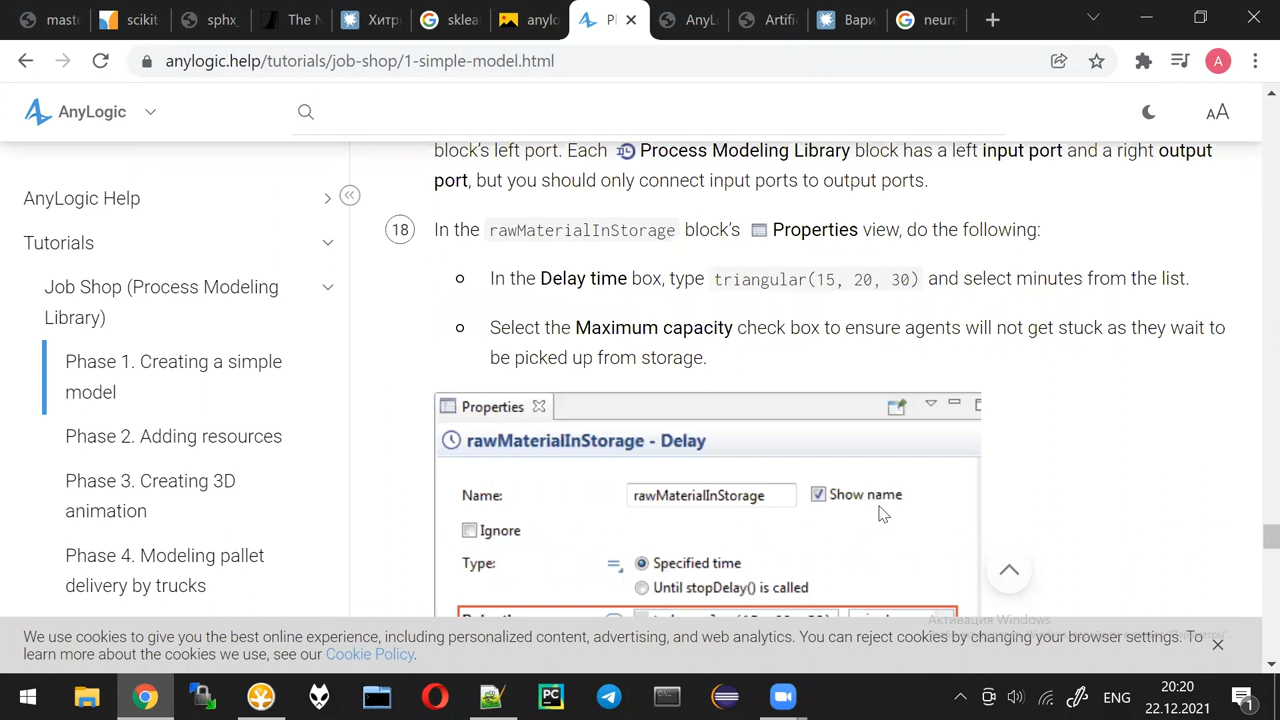 maste
scikit
sphx_
The N
Хитр
sklea
anylo
Pl
AnyL
Artifi
Вари
neura
anylogic.help/tutorials/job-shop/1-simple-model.html
A
AnyLogic
AA
block's left port. Each Process Modeling Library block has a left input port and a right output
port, but you should only connect input ports to output ports.
AnyLogic Help
Tutorials
Job Shop (Process Modeling
Library)
Phase 1. Creating a simple
model
Phase 2. Adding resources
Phase 3. Creating 3D
animation
Phase 4. Modeling pallet
delivery by trucks
18 In the rawMaterialInStorage block's Properties view, do the following:
In the Delay time box, type triangular(15, 20, 30) and select minutes from the list.
Select the Maximum capacity check box to ensure agents will not get stuck as they wait to
be picked up from storage.
Properties
rawMaterialInStorage - Delay
Name: rawMaterialInStorage Show name
Ignore
Type: Specified time
Until stopDelay() is called
Активация Windows
We use cookies to give you the best online experience, including personalized content, advertising, and web analytics. You can reject cookies by changing your browser settings. To
learn more about the cookies we use, see our Cookie Policy.
PC
ENG
20:20
22.12.2021
1